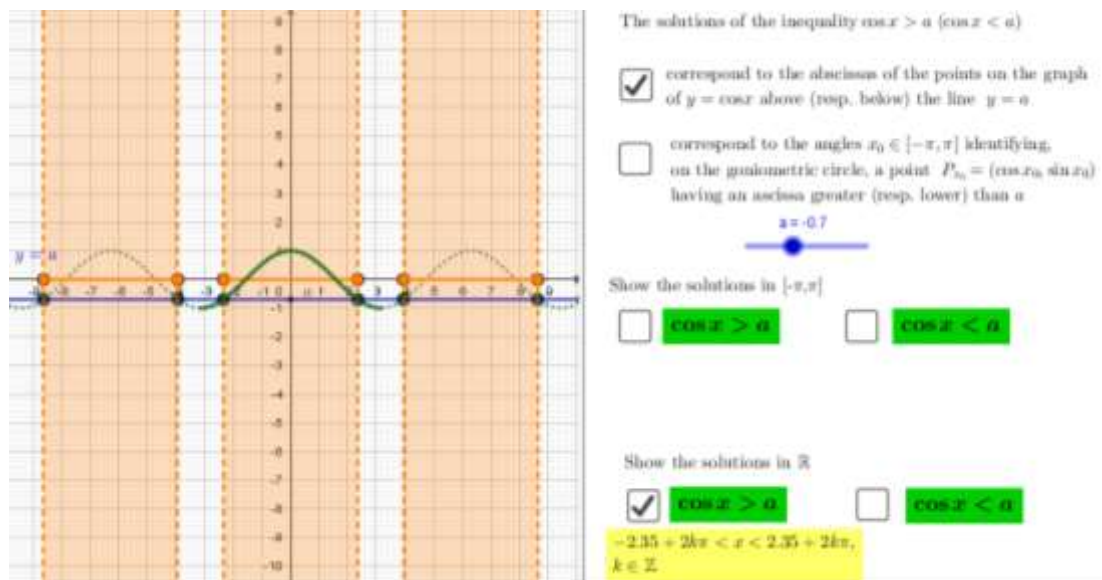 The solutions of the inequality cos x > a (cos x < a)
correspond to the abscissas of the points on the graph
of y = cosx above (resp. below) the line y = a
correspond to the angles x₀ ∈ [−π, π] identifying,
on the goniometric circle, a point Pₓ₀ = (cos x₀, sin x₀)
having an ascissa greater (resp. lower) than a
a = -0.7
Show the solutions in [-π,π]
cos x > a
cos x < a
Show the solutions in ℝ
cos x > a
cos x < a
−2.35 + 2kπ < x < 2.35 + 2kπ,
k ∈ ℤ
y = a